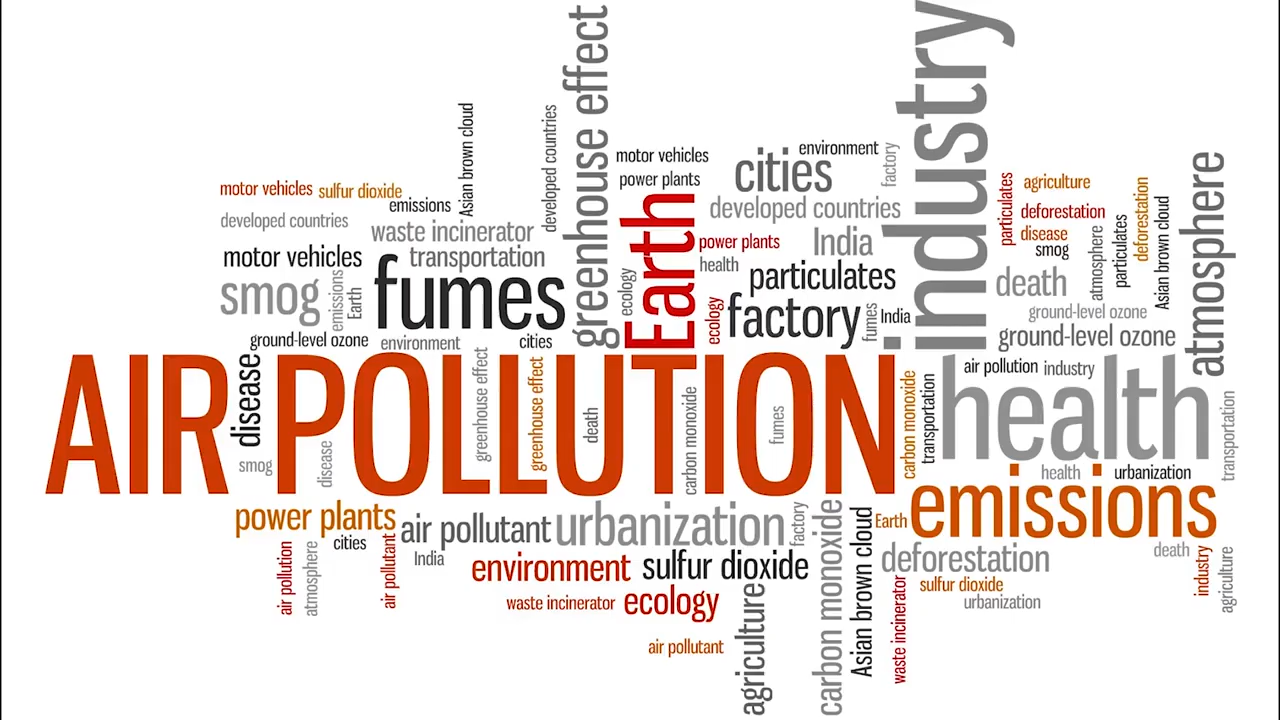 greenhouse effect
industry
Asian brown cloud
developed countries
motor vehicles
power plants
cities
environment
factory
motor vehicles
sulfur dioxide
emissions
developed countries
waste incinerator
transportation
motor vehicles
smog
emissions
Earth
fumes
ground-level ozone
environment
cities
ecology
Earth
developed countries
power plants
India
health
particulates
ecology
factory
fumes
India
particulates
agriculture
deforestation
disease
smog
atmosphere
particulates
deforestation
Asian brown cloud
atmosphere
death
ground-level ozone
ground-level ozone
air pollution
industry
AIR POLLUTION
disease
smog
disease
greenhouse effect
greenhouse effect
death
carbon monoxide
fumes
carbon monoxide
transportation
health
transportation
health
urbanization
emissions
power plants
cities
air pollutant
urbanization
factory
carbon monoxide
Asian brown cloud
Earth
deforestation
death
industry
agriculture
air pollution
atmosphere
air pollutant
India
environment
sulfur dioxide
sulfur dioxide
urbanization
waste incinerator
ecology
waste incinerator
air pollutant
agriculture